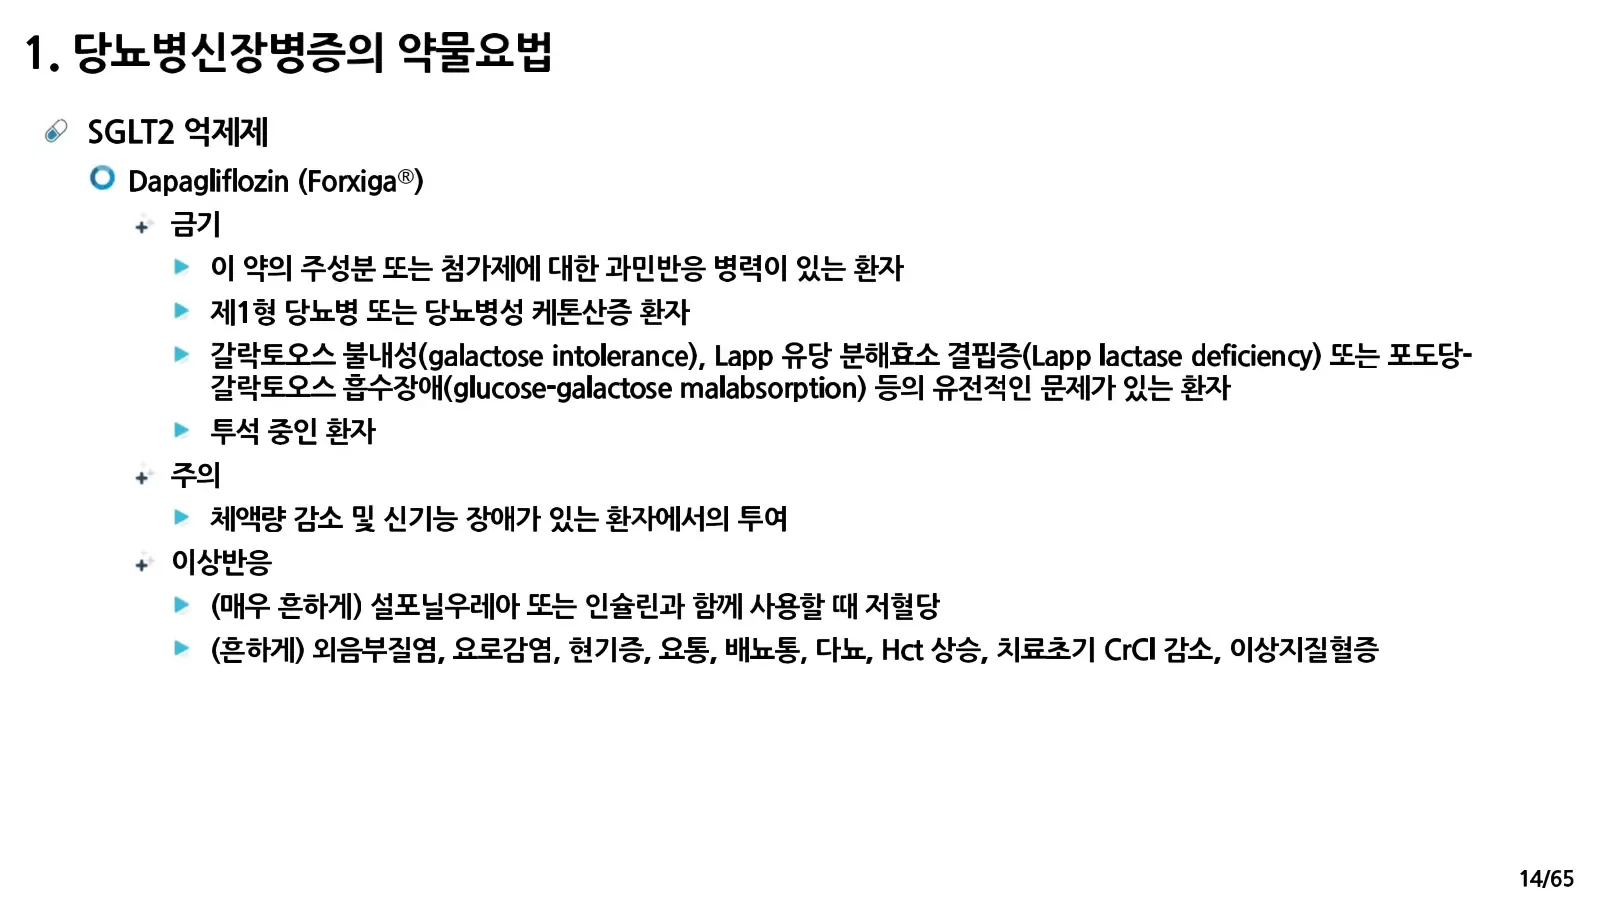 1. 당뇨병신장병증의 약물요법
SGLT2 억제제
Dapagliflozin (Forxiga®)
금기
이 약의 주성분 또는 첨가제에 대한 과민반응 병력이 있는 환자
제1형 당뇨병 또는 당뇨병성 케톤산증 환자
갈락토오스 불내성(galactose intolerance), Lapp 유당 분해효소 결핍증(Lapp lactase deficiency) 또는 포도당-
갈락토오스 흡수장애(glucose-galactose malabsorption) 등의 유전적인 문제가 있는 환자
투석 중인 환자
주의
체액량 감소 및 신기능 장애가 있는 환자에서의 투여
이상반응
(매우 흔하게) 설포닐우레아 또는 인슐린과 함께 사용할 때 저혈당
(흔하게) 외음부질염, 요로감염, 현기증, 요통, 배뇨통, 다뇨, Hct 상승, 치료초기 CrCl 감소, 이상지질혈증
14/65